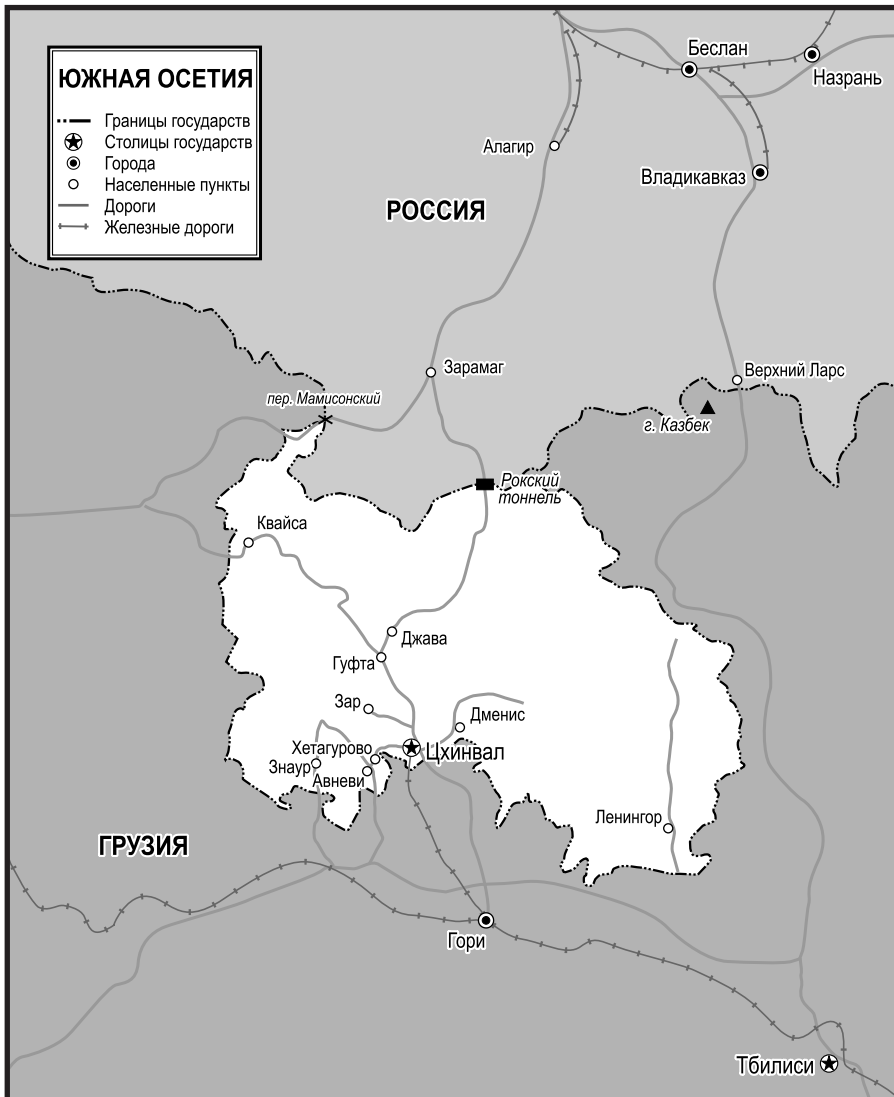 ЮЖНАЯ ОСЕТИЯ
Границы государств
Столицы государств
Города
Населенные пункты
Дороги
Железные дороги
Беслан
Назрань
Алагир
Владикавказ
РОССИЯ
Зарамаг
Верхний Ларс
пер. Мамисонский
г. Казбек
Рокский
тоннель
Квайса
Джава
Гуфта
Зар
Дменис
Хетагурово
Цхинвал
Знаур
Авневи
Ленингор
ГРУЗИЯ
Гори
Тбилиси